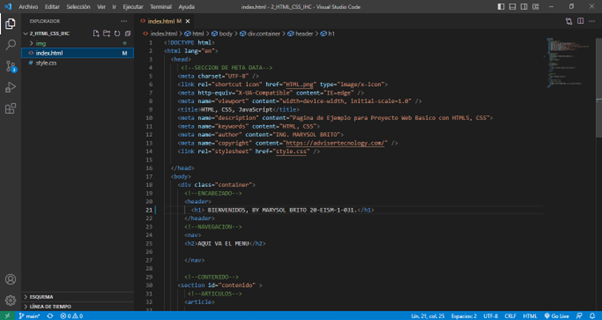 Archivo Editar Selección Ver Ir Ejecutar Terminal Ayuda
index.html - 2_HTML_CSS_IHC - Visual Studio Code
EXPLORADOR
2_HTML_CSS_IHC
img
index.html M
style.css
ESQUEMA
LÍNEA DE TIEMPO
index.html M
index.html > html > body > div.container > header > h1
1 <!DOCTYPE html>
2 <html lang="en">
3 <head>
4 <!--SECCION DE META DATA-->
5 <meta charset="UTF-8" />
6 <link rel="shortcut icon" href="HTML.png" type="image/x-icon">
7 <meta http-equiv="X-UA-Compatible" content="IE=edge" />
8 <meta name="viewport" content="width=device-width, initial-scale=1.0" />
9 <title>HTML, CSS, JavaScript</title>
10 <meta name="description" content="Pagina de Ejemplo para Proyecto Web Basico con HTML5, CSS">
11 <meta name="keywords" content="HTML, CSS">
12 <meta name="author" content="ING. MARYSOL BRITO">
13 <meta name="copyright" content="https://advisertecnology.com/" />
14 <link rel="stylesheet" href="style.css" />
15
16 </head>
17 <body>
18 <div class="container">
19 <!--ENCABEZADO-->
20 <header>
21 <h1> BIENVENIDOS, BY MARYSOL BRITO 20-EISM-1-031.</h1>
22 </header>
23 <!--NAVEGACION-->
24 <nav>
25 <h2>AQUI VA EL MENU</h2>
26
27 </nav>
28
29 <!--CONTENIDO-->
30 <section id="contenido" >
31 <!--ARTICULOS-->
32 <article>
main* 0 0 Lín. 21, col. 25 Espacios: 2 UTF-8 CRLF HTML Go Live